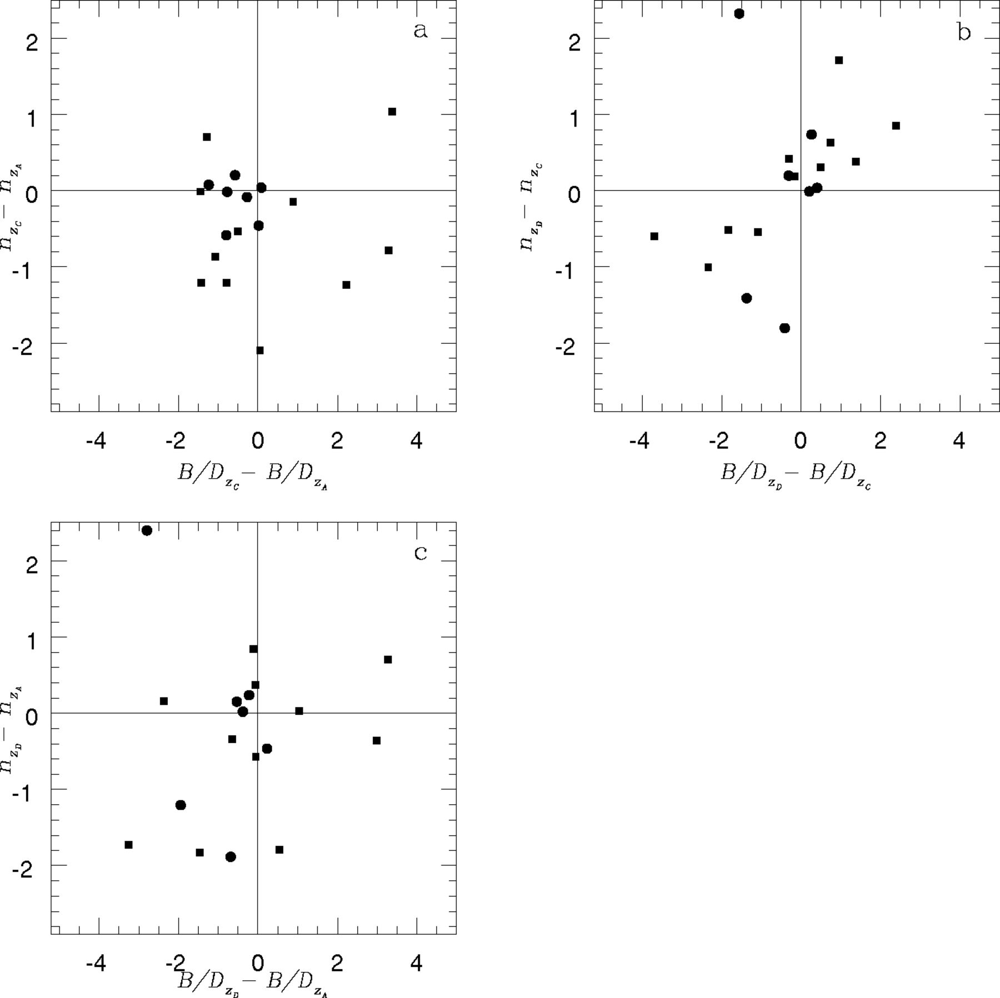 a
2
1
0
-1
-2
n_{z_C} - n_{z_A}
-4 -2 0 2 4
B/D_{z_C} - B/D_{z_A}
b
2
1
0
-1
-2
n_{z_D} - n_{z_C}
-4 -2 0 2 4
B/D_{z_D} - B/D_{z_C}
c
2
1
0
-1
-2
n_{z_D} - n_{z_A}
-4 -2 0 2 4
B/D_{z_D} - B/D_{z_A}